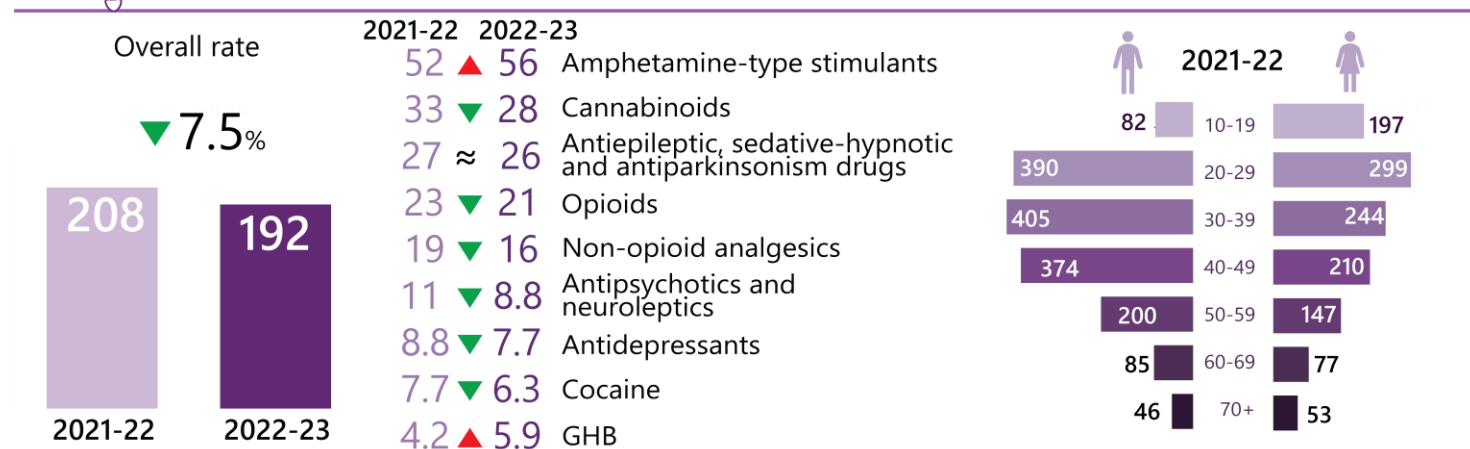 Overall rate
▼ 7.5%
208
192
2021-22
2022-23
2021-22 2022-23
52 ▲ 56 Amphetamine-type stimulants
33 ▼ 28 Cannabinoids
27 ≈ 26 Antiepileptic, sedative-hypnotic
and antiparkinsonism drugs
23 ▼ 21 Opioids
19 ▼ 16 Non-opioid analgesics
11 ▼ 8.8 Antipsychotics and
neuroleptics
8.8 ▼ 7.7 Antidepressants
7.7 ▼ 6.3 Cocaine
4.2 ▲ 5.9 GHB
2021-22
82 10-19 197
390 20-29 299
405 30-39 244
374 40-49 210
200 50-59 147
85 60-69 77
46 70+ 53